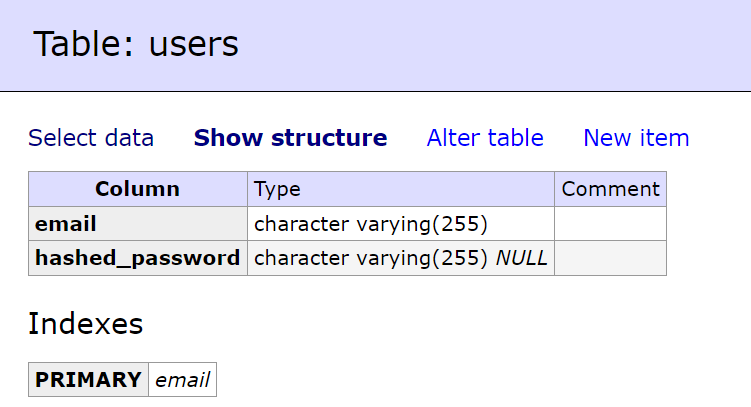 Table: users
Select data Show structure Alter table New item
Column Type Comment
email character varying(255)
hashed_password character varying(255) NULL
Indexes
PRIMARY email